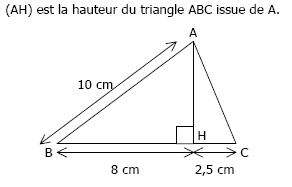 (AH) est la hauteur du triangle ABC issue de A.
A
10 cm
H
B
C
8 cm
2,5 cm